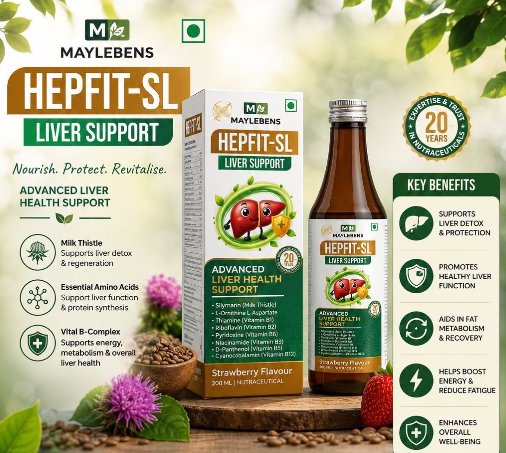 M
MAYLEBENS
HEPFIT-SL
LIVER SUPPORT
Nourish. Protect. Revitalise.
ADVANCED LIVER
HEALTH SUPPORT
Milk Thistle
Supports liver detox
& regeneration
Essential Amino Acids
Support liver function
& protein synthesis
Vital B-Complex
Supports energy,
metabolism & overall
liver health
HEPFIT-SL
M
MAYLEBENS
HEPFIT-SL
LIVER SUPPORT
20
YEARS
ADVANCED
LIVER HEALTH
SUPPORT
- Silymarin (Milk Thistle)
- L-Ornithine L Aspartate
- Thiamine (Vitamin B1)
- Riboflavin (Vitamin B2)
- Pyridoxine (Vitamin B6)
- Niacinamide (Vitamin B3)
- D-Panthenol (Vitamin B5)
- Cyanocobalamin (Vitamin B12)
Strawberry Flavour
200 ML | NUTRACEUTICAL
M
MAYLEBENS
HEPFIT-SL
LIVER SUPPORT
ADVANCED
LIVER HEALTH
SUPPORT
Strawberry Flavour
EXPERTISE & TRUST
20
YEARS
IN NUTRACEUTICALS
KEY BENEFITS
SUPPORTS
LIVER DETOX
& PROTECTION
PROMOTES
HEALTHY LIVER
FUNCTION
AIDS IN FAT
METABOLISM
& RECOVERY
HELPS BOOST
ENERGY &
REDUCE FATIGUE
ENHANCES
OVERALL
WELL-BEING